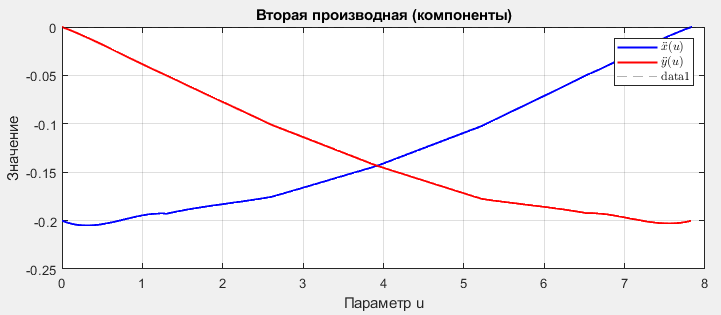 Вторая производная (компоненты)
0
-0.05
-0.1
-0.15
-0.2
-0.25
Значение
0 1 2 3 4 5 6 7 8
Параметр u
ẍ(u)
ÿ(u)
data1